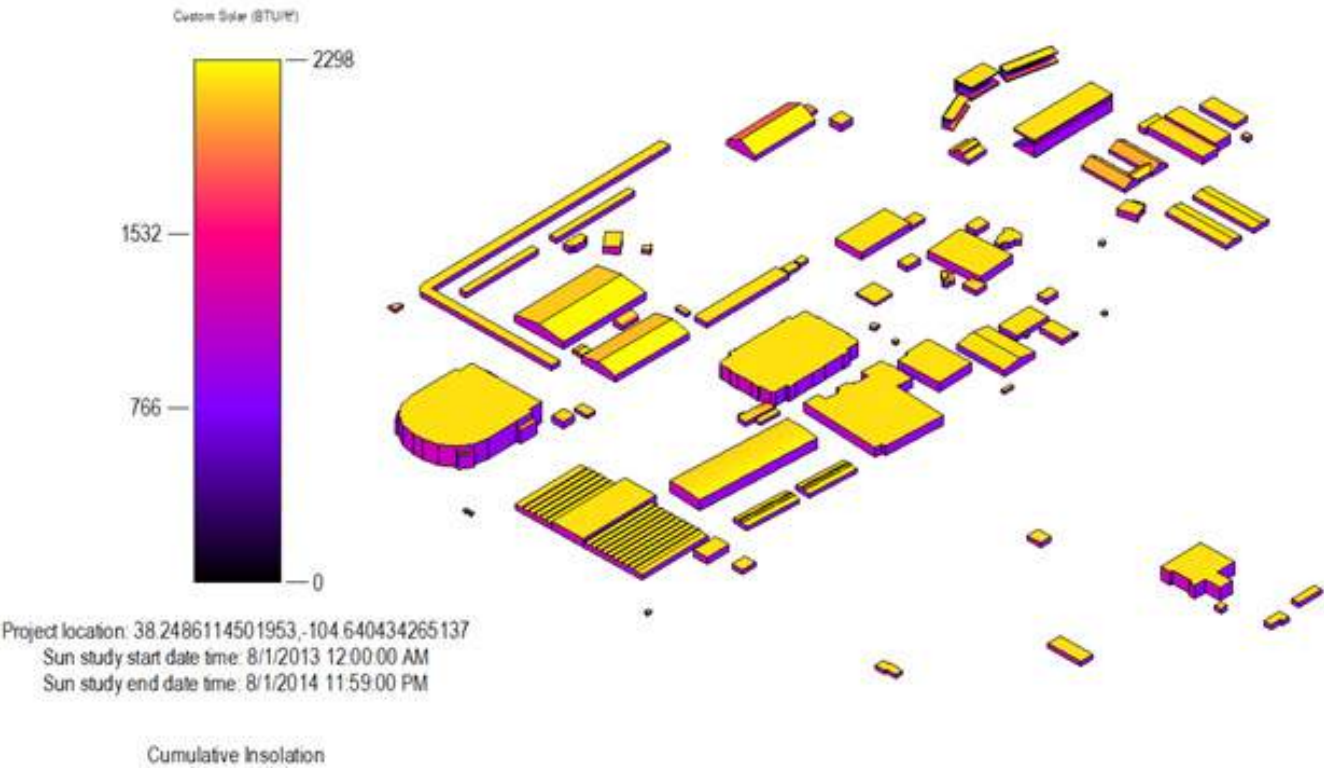 Custom Solar (BTU/ft²)
2298
1532
766
0
Project location: 38.2486114501953,-104.640434265137
Sun study start date time: 8/1/2013 12:00:00 AM
Sun study end date time: 8/1/2014 11:59:00 PM
Cumulative Insolation